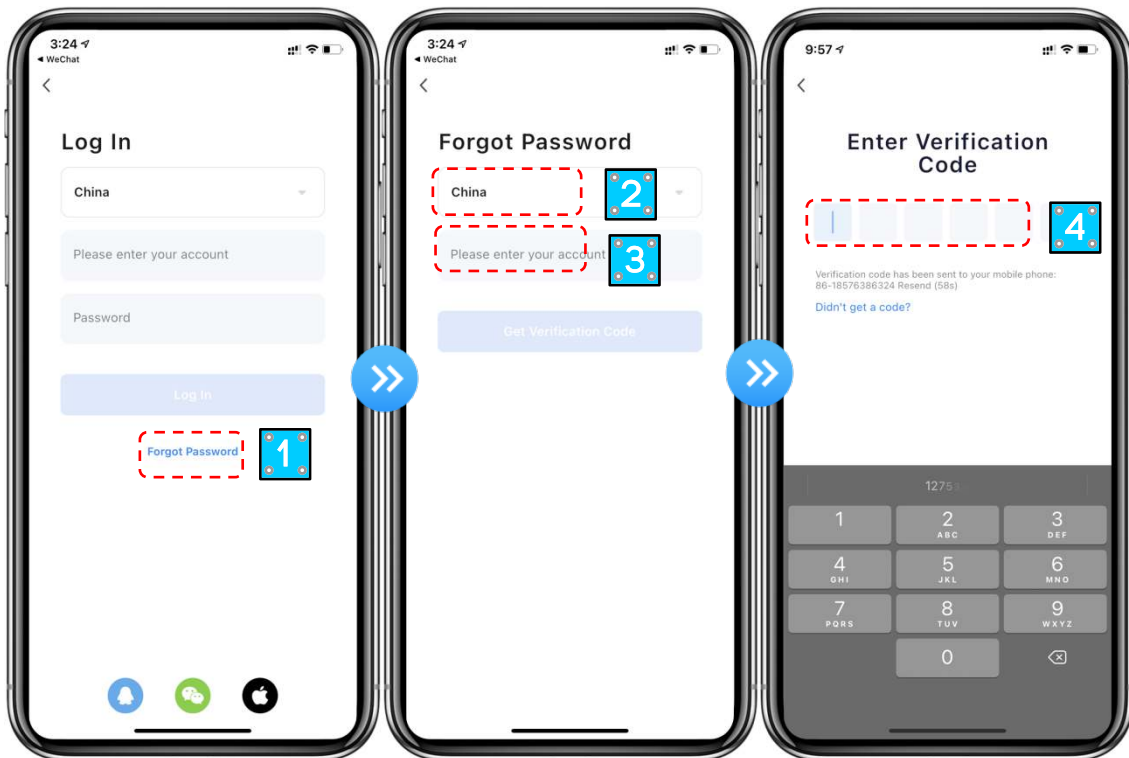 3:24
◀ WeChat
Log In
China
Please enter your account
Password
Log In
Forgot Password
1
3:24
◀ WeChat
Forgot Password
China
2
Please enter your account
3
Get Verification Code
9:57
Enter Verification
Code
4
Verification code has been sent to your mobile phone:
86-18576386324 Resend (58s)
Didn't get a code?
1 2 3
ABC DEF
4 5 6
GHI JKL MNO
7 8 9
PQRS TUV WXYZ
0